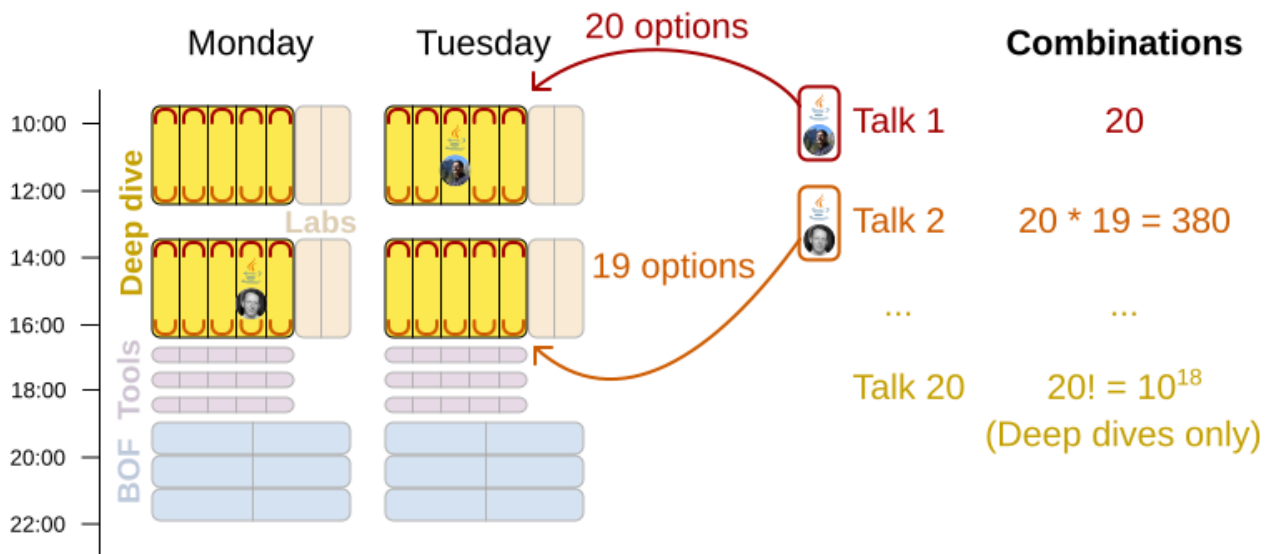 Monday
Tuesday
20 options
Combinations
10:00
Talk 1
20
12:00
Deep dive
Labs
Talk 2
20 * 19 = 380
14:00
19 options
16:00
...
...
Tools
18:00
Talk 20
20! = 10¹⁸
(Deep dives only)
20:00
BOF
22:00